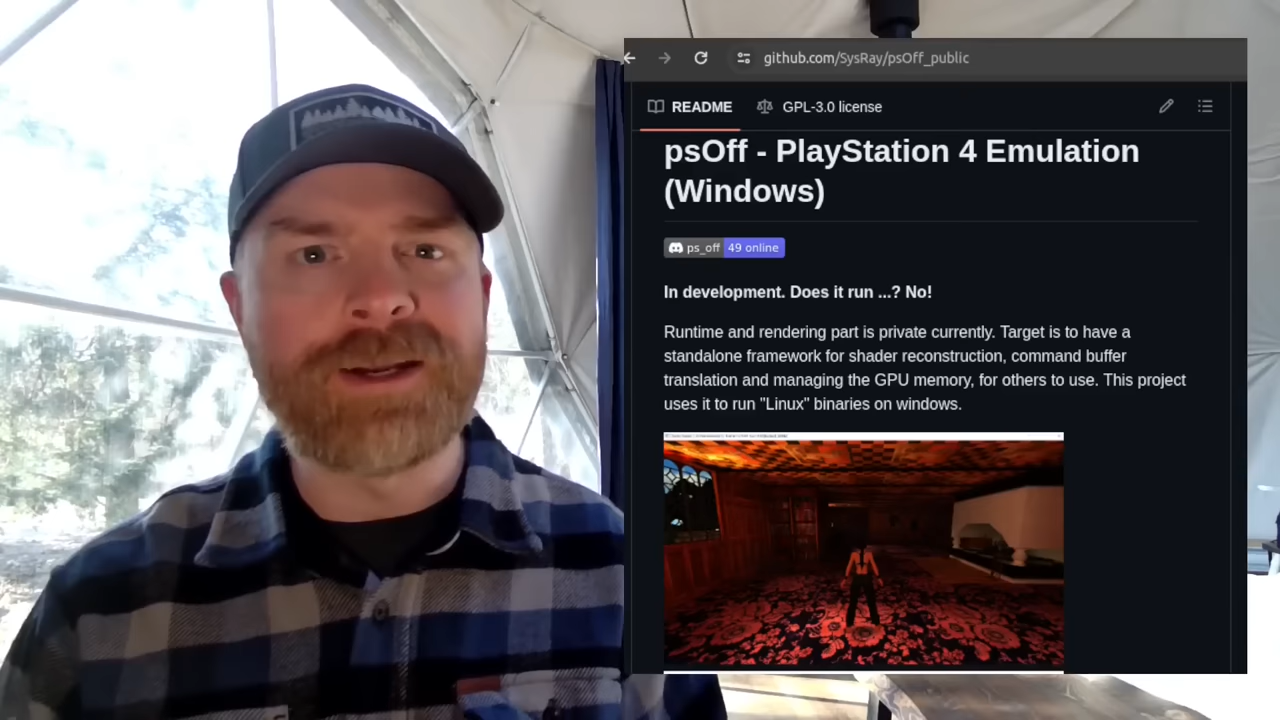 github.com/SysRay/psOff_public
README
GPL-3.0 license
psOff - PlayStation 4 Emulation
(Windows)
ps_off 49 online
In development. Does it run ...? No!
Runtime and rendering part is private currently. Target is to have a
standalone framework for shader reconstruction, command buffer
translation and managing the GPU memory, for others to use. This project
uses it to run "Linux" binaries on windows.